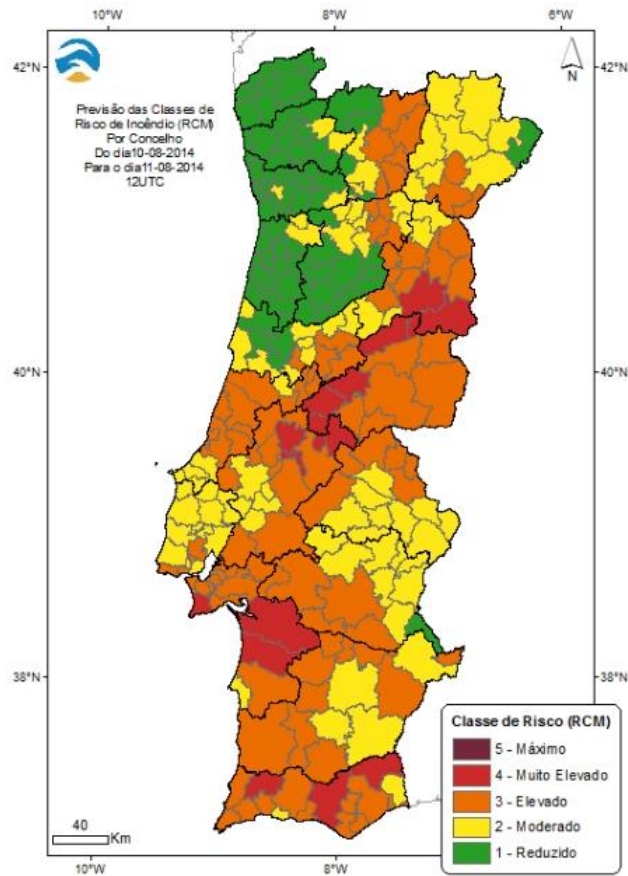 10°W
8°W
6°W
42°N
42°N
N
Previsão das Classes de
Risco de Incêndio (RCM)
Por Concelho
Do dia10-08-2014
Para o dia11-08-2014
12UTC
40°N
40°N
38°N
38°N
Classe de Risco (RCM)
5 - Máximo
4 - Muito Elevado
3 - Elevado
2 - Moderado
1 - Reduzido
40
Km
10°W
8°W